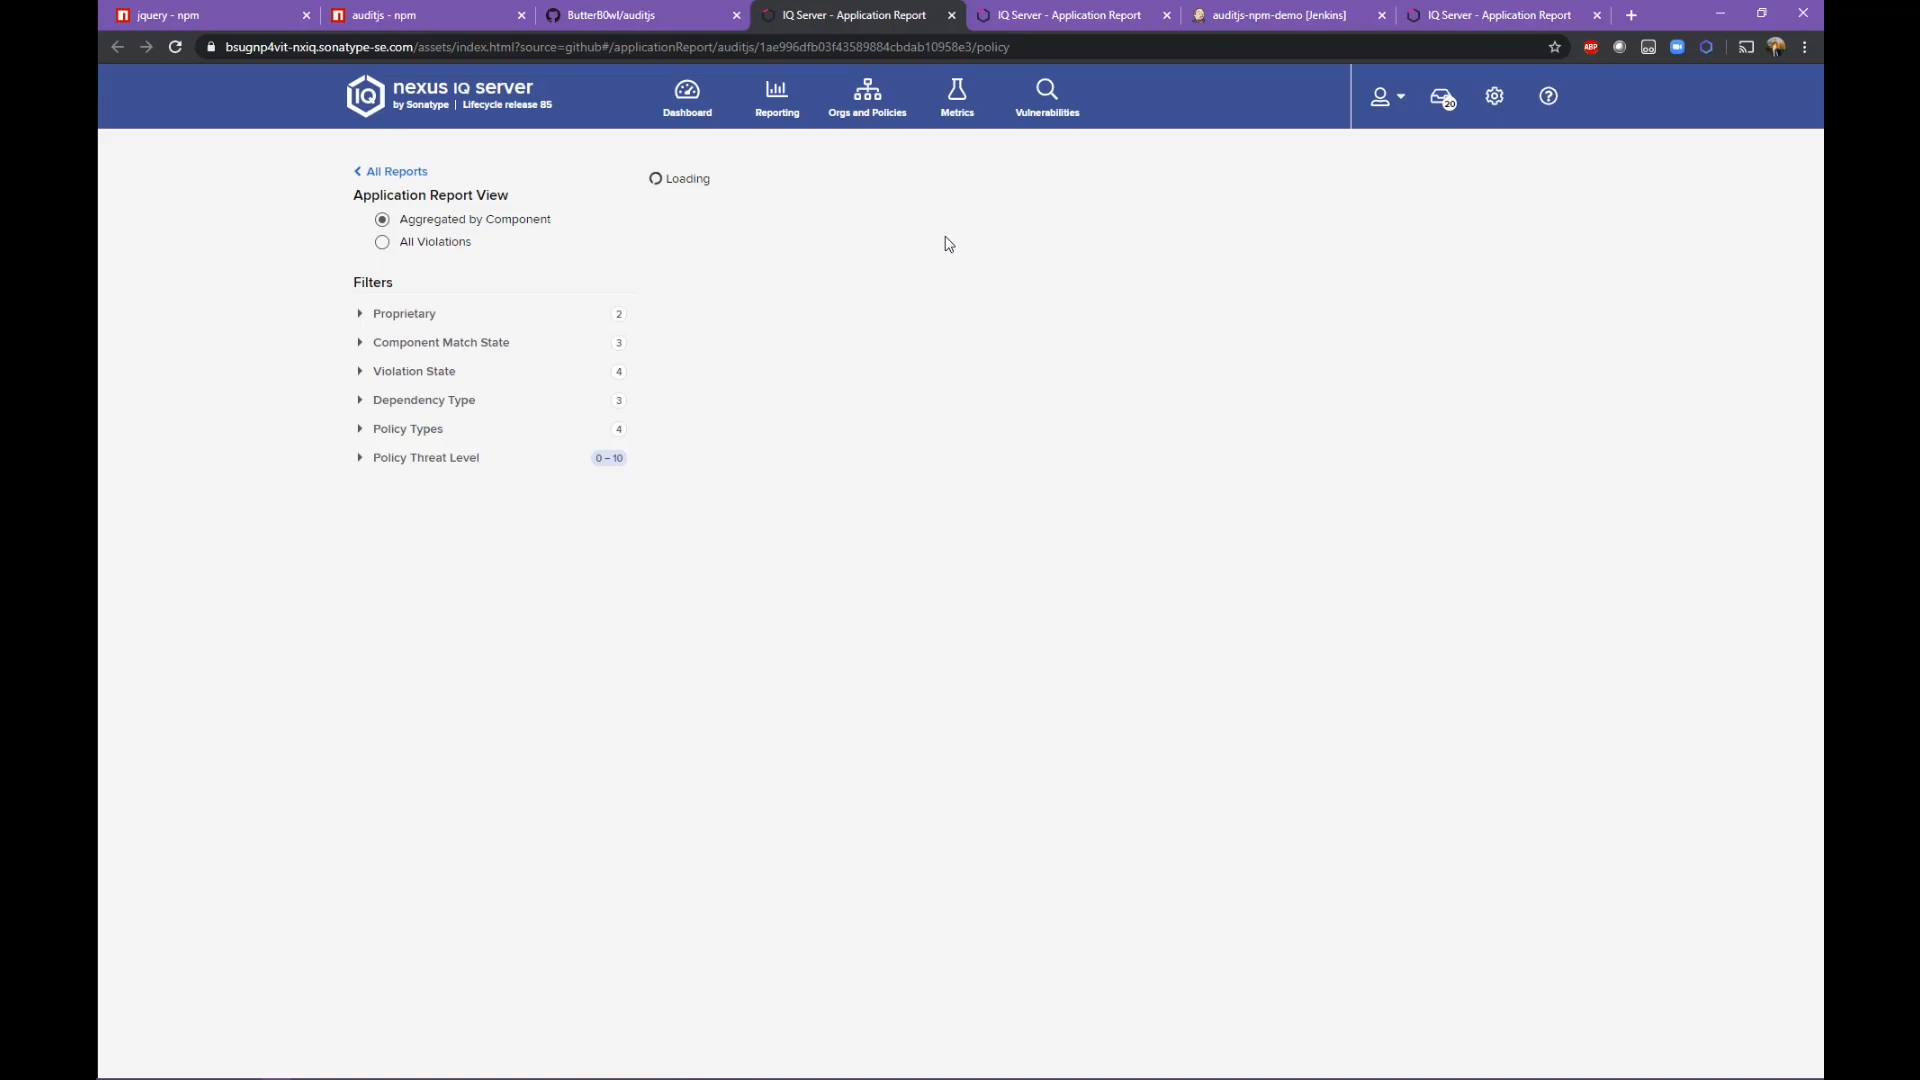 jquery - npm
auditjs - npm
ButterB0wl/auditjs
IQ Server - Application Report
IQ Server - Application Report
auditjs-npm-demo [Jenkins]
IQ Server - Application Report
bsugnp4vit-nxiq.sonatype-se.com/assets/index.html?source=github#/applicationReport/auditjs/1ae996dfb03f43589884cbdab10958e3/policy
ABP
IQ
nexus IQ server
by Sonatype | Lifecycle release 85
Dashboard
Reporting
Orgs and Policies
Metrics
Vulnerabilities
20
All Reports
Loading
Application Report View
Aggregated by Component
All Violations
Filters
Proprietary 2
Component Match State 3
Violation State 4
Dependency Type 3
Policy Types 4
Policy Threat Level 0 – 10